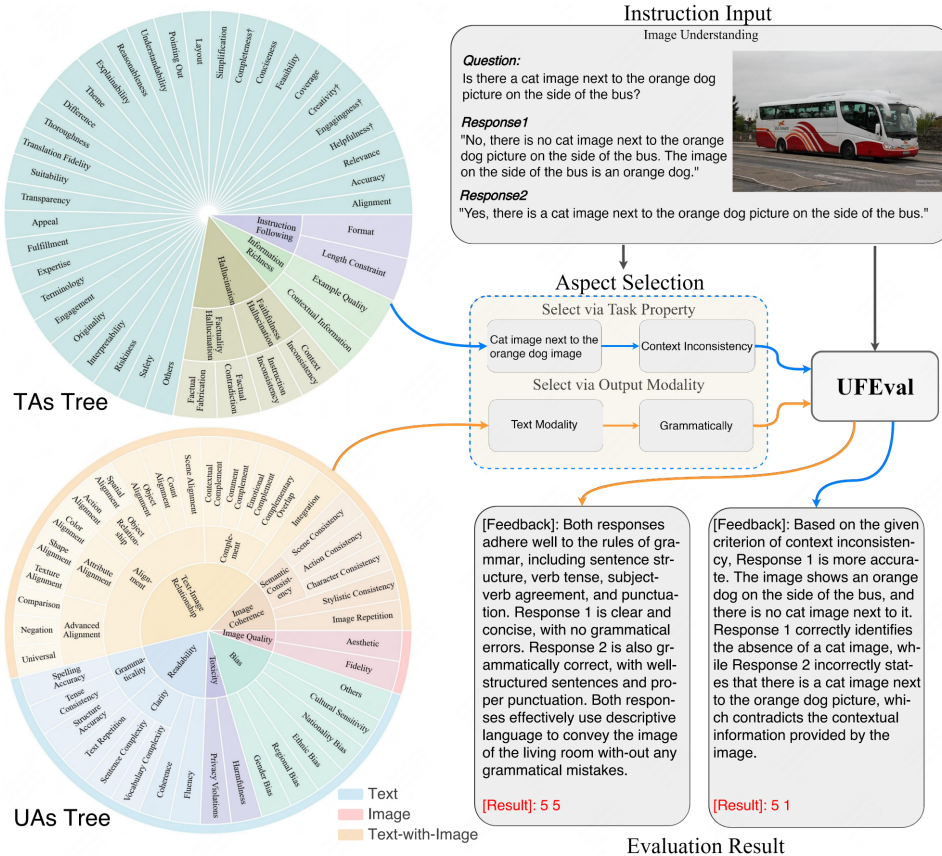 Instruction Input
Image Understanding
Question:
Is there a cat image next to the orange dog
picture on the side of the bus?
Response1
"No, there is no cat image next to the orange
dog picture on the side of the bus. The image
on the side of the bus is an orange dog."
Response2
"Yes, there is a cat image next to the orange dog picture on the side of the bus."
Layout
Pointing Out
Understandability
Reasonableness
Explainability
Theme
Difference
Thoroughness
Translation Fidelity
Suitability
Transparency
Appeal
Fulfillment
Expertise
Terminology
Engagement
Originality
Interpretability
Riskiness
Safety
Others
Simplification
Completeness†
Conciseness
Feasibility
Coverage
Creativity†
Engagingness†
Helpfulness†
Relevance
Accuracy
Alignment
Instruction
Following
Format
Length Constraint
Information
Richness
Example Quality
Contextual Information
Hallucination
Faithfulness
Hallucination
Context
Inconsistency
Instruction
Inconsistency
Factuality
Hallucination
Factual
Contradiction
Factual
Fabrication
TAs Tree
Aspect Selection
Select via Task Property
Cat image next to the
orange dog image
Context Inconsistency
Select via Output Modality
Text Modality
Grammatically
UFEval
Text-Image
Relationship
Align-
ment
Attribute Alignment
Advanced Alignment
Universal
Negation
Comparison
Texture Alignment
Shape Alignment
Color
Alignment
Action
Alignment
Spatial
Alignment
Object
Relation-
ship
Object
Alignment
Count
Alignment
Scene Alignment
Comple-
ment
Contextual
Complement
Comment
Complement
Emotional
Complement
Complementary
Overlap
Integration
Image
Coherence
Semantic
Consist-
ency
Scene Consistency
Action Consistency
Character Consistency
Stylistic Consistency
Image Repetition
Image Quality
Aesthetic
Fidelity
Bias
Others
Cultural Sensitivity
Nationality Bias
Ethnic Bias
Regional Bias
Gender Bias
Toxicity
Harmfulness
Privacy Violations
Readability
Clarity
Fluency
Coherence
Vocabulary Complexity
Sentence Complexity
Text Repetition
Gramma-
ticality
Structure
Accuracy
Tense
Consistency
Spelling
Accuracy
UAs Tree
Text
Image
Text-with-Image
[Feedback]: Both responses
adhere well to the rules of gra-
mmar, including sentence str-
ucture, verb tense, subject-
verb agreement, and punctua-
tion. Response 1 is clear and
concise, with no grammatical
errors. Response 2 is also gr-
ammatically correct, with well-
structured sentences and pro-
per punctuation. Both respon-
ses effectively use descriptive
language to convey the image
of the living room with-out any
grammatical mistakes.
[Result]: 5 5
[Feedback]: Based on the given
criterion of context inconsisten-
cy, Response 1 is more accura-
te. The image shows an orange
dog on the side of the bus, and
there is no cat image next to it.
Response 1 correctly identifies
the absence of a cat image, wh-
ile Response 2 incorrectly stat-
es that there is a cat image next
to the orange dog picture, whi-
ch contradicts the contextual
information provided by the
image.
[Result]: 5 1
Evaluation Result